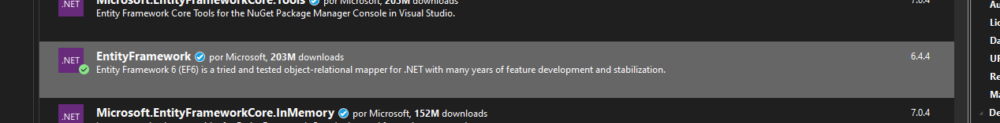 Microsoft.EntityFrameworkCore.Tools por Microsoft, 205M downloads 7.0.4
.NET Entity Framework Core Tools for the NuGet Package Manager Console in Visual Studio.
Au
Lic
Da
.NET EntityFramework por Microsoft, 203M downloads 6.4.4
Entity Framework 6 (EF6) is a tried and tested object-relational mapper for .NET with many years of feature development and stabilization.
UF
Re
Ma
.NET Microsoft.EntityFrameworkCore.InMemory por Microsoft, 152M downloads 7.0.4
De